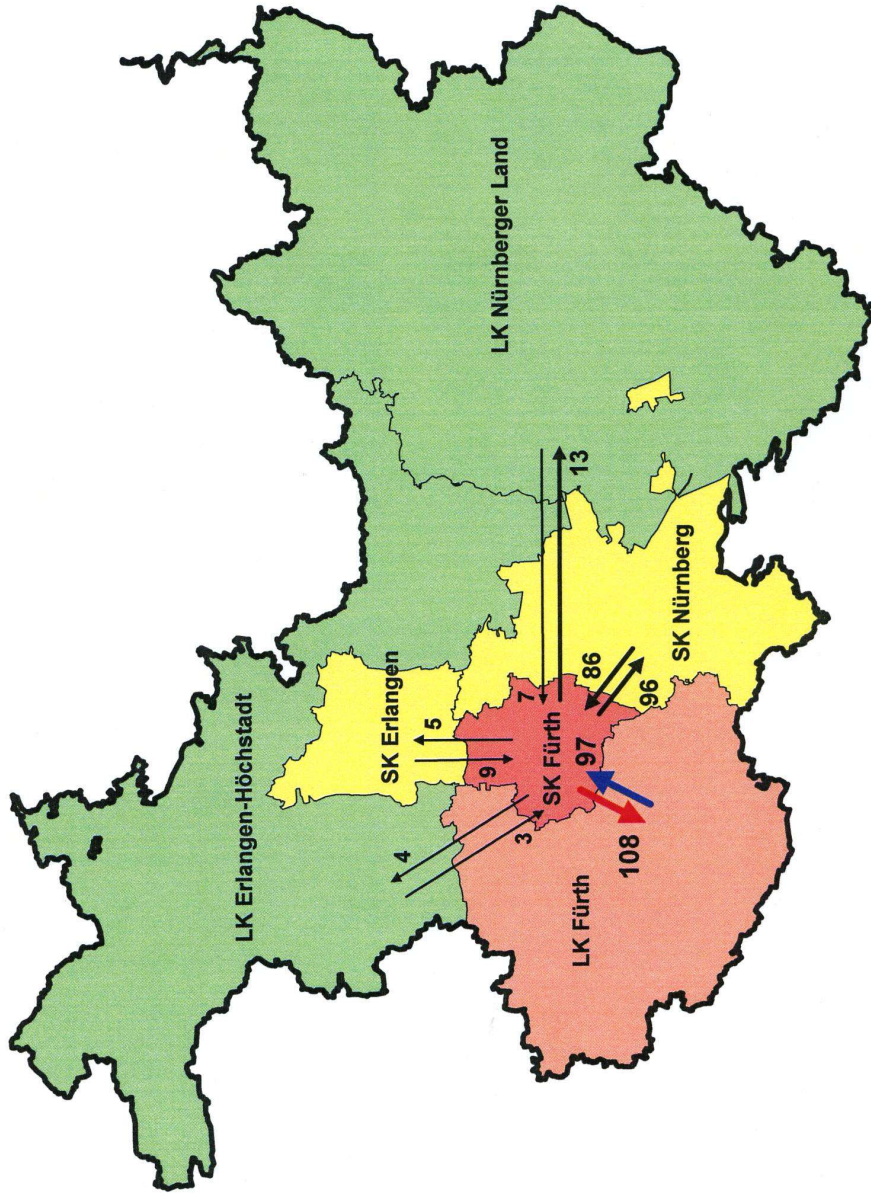 LK Erlangen-Höchstadt
SK Erlangen
4
5
9
LK Nürnberger Land
3
7
SK Fürth
13
LK Fürth
97
86
108
96
SK Nürnberg